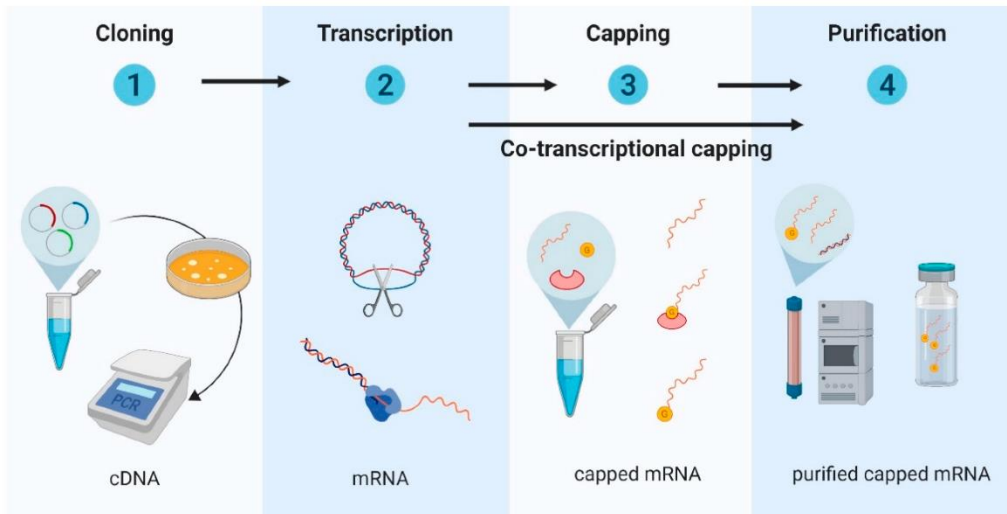 Cloning
Transcription
Capping
Purification
1
2
3
4
Co-transcriptional capping
PCR
G
G
G
G
G
G
G
cDNA
mRNA
capped mRNA
purified capped mRNA